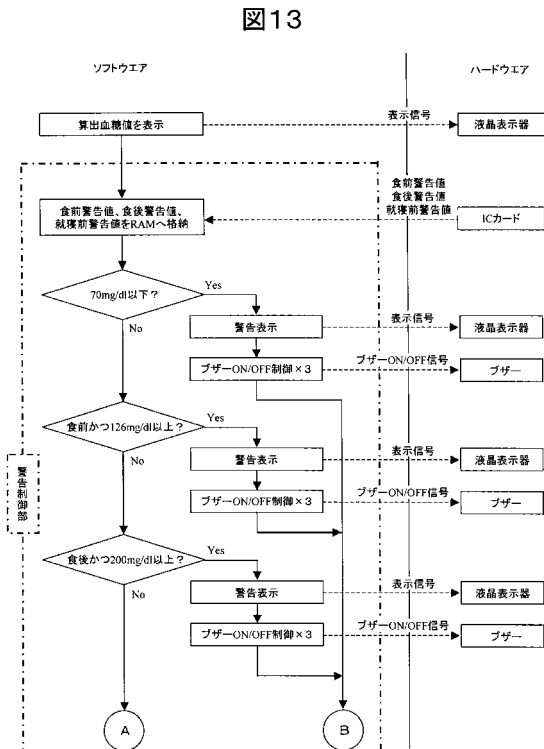 図13
ソフトウエア
ハードウエア
算出血糖値を表示
表示信号
液晶表示器
食前警告値
食後警告値
就寝前警告値
食前警告値、食後警告値、
就寝前警告値をRAMへ格納
ICカード
70mg/dl以下？
Yes
No
警告表示
表示信号
液晶表示器
ブザーON/OFF制御×3
ブザーON/OFF信号
ブザー
食前かつ126mg/dl以上？
Yes
No
警告表示
表示信号
液晶表示器
ブザーON/OFF制御×3
ブザーON/OFF信号
ブザー
警告制御部
食後かつ200mg/dl以上？
Yes
No
警告表示
表示信号
液晶表示器
ブザーON/OFF制御×3
ブザーON/OFF信号
ブザー
A
B